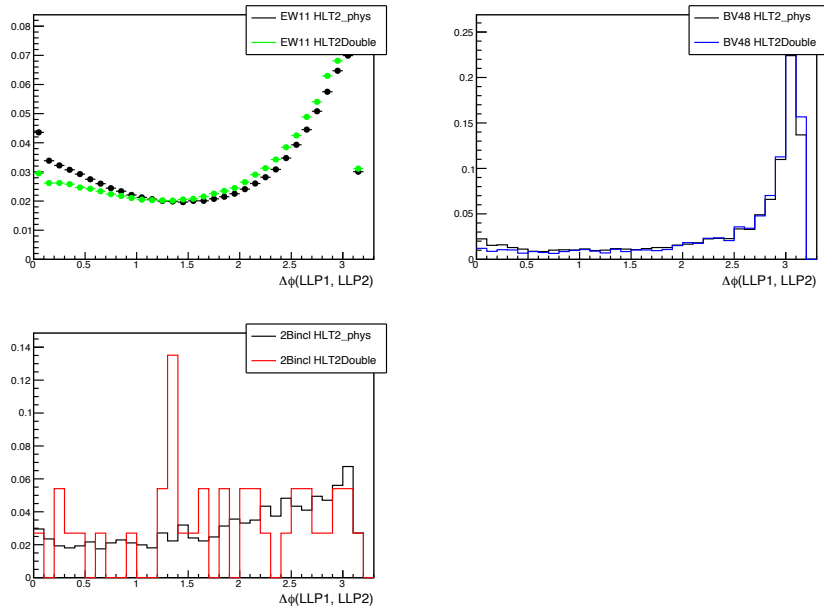 EW11 HLT2_phys
EW11 HLT2Double
0.08
0.07
0.06
0.05
0.04
0.03
0.02
0.01
0
0 0.5 1 1.5 2 2.5 3
Δϕ(LLP1, LLP2)
BV48 HLT2_phys
BV48 HLT2Double
0.25
0.2
0.15
0.1
0.05
0
0 0.5 1 1.5 2 2.5 3
Δϕ(LLP1, LLP2)
2Bincl HLT2_phys
2Bincl HLT2Double
0.14
0.12
0.1
0.08
0.06
0.04
0.02
0
0 0.5 1 1.5 2 2.5 3
Δϕ(LLP1, LLP2)